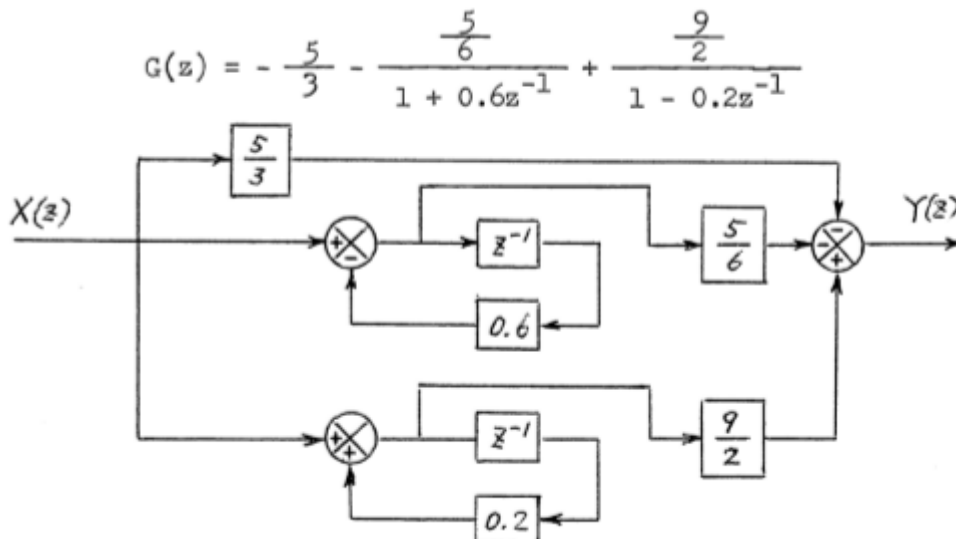 G(z) = - 5/3 - (5/6)/(1 + 0.6z⁻¹) + (9/2)/(1 - 0.2z⁻¹)
5/3
X(z)
Y(z)
+
-
z⁻¹
5/6
-
-
+
0.6
+
+
z⁻¹
9/2
0.2